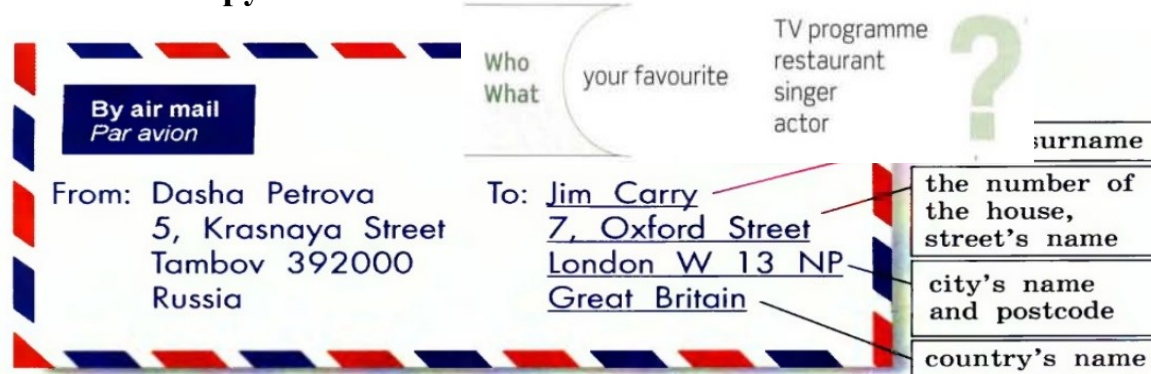 Who
What
your favourite
TV programme
restaurant
singer
actor
?
By air mail
Par avion
From: Dasha Petrova
5, Krasnaya Street
Tambov 392000
Russia
To: Jim Carry
7, Oxford Street
London W 13 NP
Great Britain
surname
the number of
the house,
street's name
city's name
and postcode
country's name